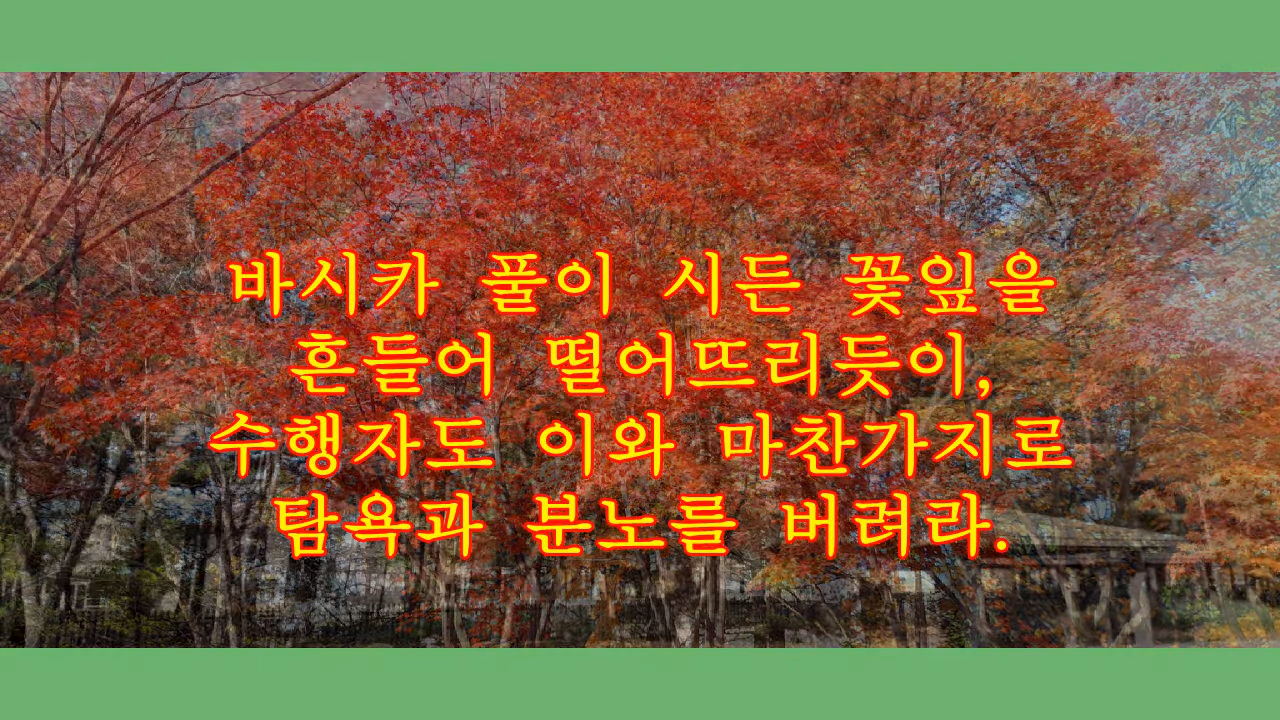 바시카 풀이 시든 꽃잎을
흔들어 떨어뜨리듯이,
수행자도 이와 마찬가지로
탐욕과 분노를 버려라.